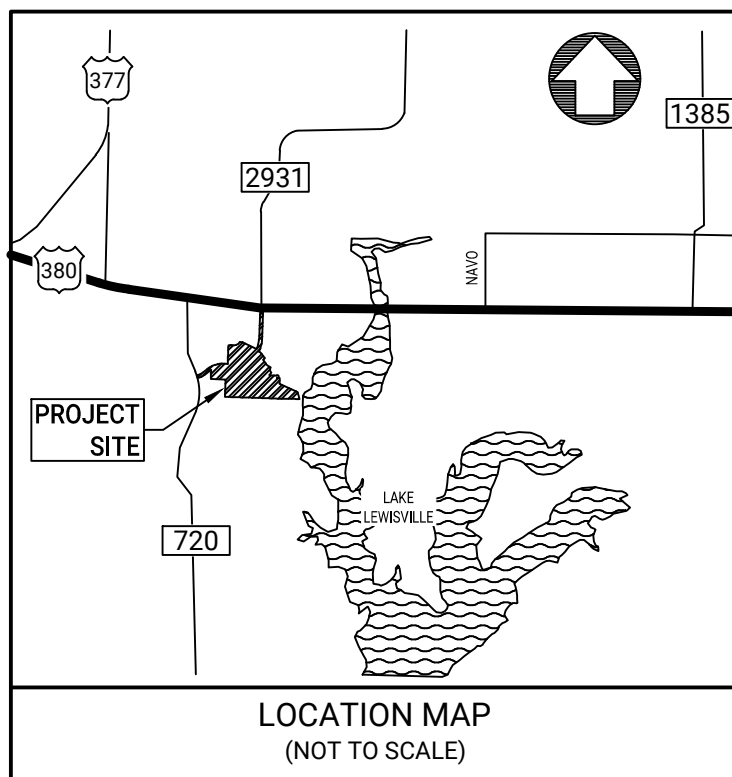 377
1385
2931
NAVO
380
PROJECT
SITE
LAKE
LEWISVILLE
720
LOCATION MAP
(NOT TO SCALE)